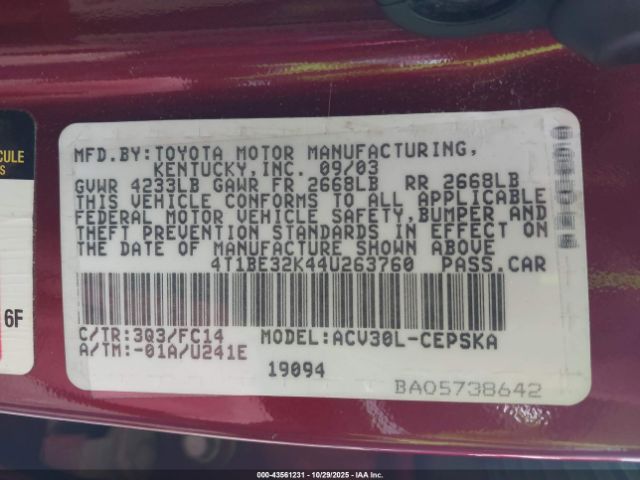 MFD.BY:TOYOTA MOTOR MANUFACTURING,
KENTUCKY,INC. 09/03
GVWR 4233LB GAWR FR 2668LB RR 2668LB
THIS VEHICLE CONFORMS TO ALL APPLICABLE
FEDERAL MOTOR VEHICLE SAFETY,BUMPER AND
THEFT PREVENTION STANDARDS IN EFFECT ON
THE DATE OF MANUFACTURE SHOWN ABOVE
4T1BE32K44U263760 PASS.CAR
C/TR:3Q3/FC14 MODEL:ACV30L-CEPSKA
A/TM:-01A/U241E
19094
BA05738642
6F
000-43561231 - 10/29/2025 - IAAI.COM